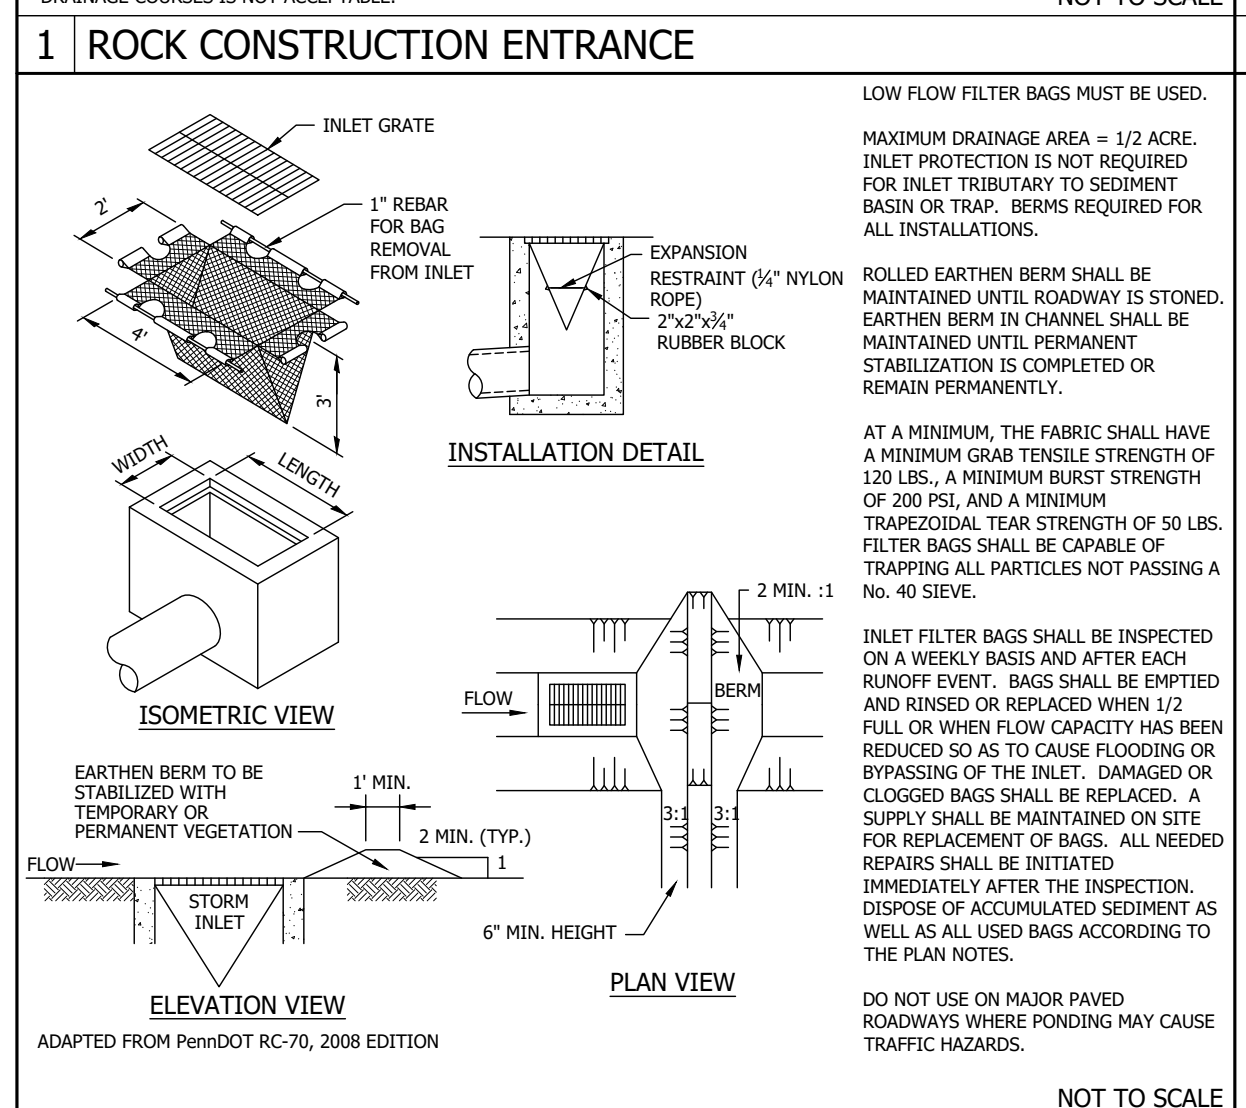 DRAINAGE COURSES IS NOT ACCEPTABLE.
NOT TO SCALE
1 ROCK CONSTRUCTION ENTRANCE
INLET GRATE
2'
1" REBAR
FOR BAG
REMOVAL
FROM INLET
4'
3'
WIDTH
LENGTH
ISOMETRIC VIEW
EXPANSION
RESTRAINT (¼" NYLON
ROPE)
2"x2"x¾"
RUBBER BLOCK
INSTALLATION DETAIL
2 MIN. :1
FLOW
BERM
3:1
3:1
6" MIN. HEIGHT
PLAN VIEW
EARTHEN BERM TO BE
STABILIZED WITH
TEMPORARY OR
PERMANENT VEGETATION
1' MIN.
2 MIN. (TYP.)
1
FLOW
STORM
INLET
ELEVATION VIEW
ADAPTED FROM PennDOT RC-70, 2008 EDITION
LOW FLOW FILTER BAGS MUST BE USED.
MAXIMUM DRAINAGE AREA = 1/2 ACRE.
INLET PROTECTION IS NOT REQUIRED
FOR INLET TRIBUTARY TO SEDIMENT
BASIN OR TRAP. BERMS REQUIRED FOR
ALL INSTALLATIONS.
ROLLED EARTHEN BERM SHALL BE
MAINTAINED UNTIL ROADWAY IS STONED.
EARTHEN BERM IN CHANNEL SHALL BE
MAINTAINED UNTIL PERMANENT
STABILIZATION IS COMPLETED OR
REMAIN PERMANENTLY.
AT A MINIMUM, THE FABRIC SHALL HAVE
A MINIMUM GRAB TENSILE STRENGTH OF
120 LBS., A MINIMUM BURST STRENGTH
OF 200 PSI, AND A MINIMUM
TRAPEZOIDAL TEAR STRENGTH OF 50 LBS.
FILTER BAGS SHALL BE CAPABLE OF
TRAPPING ALL PARTICLES NOT PASSING A
No. 40 SIEVE.
INLET FILTER BAGS SHALL BE INSPECTED
ON A WEEKLY BASIS AND AFTER EACH
RUNOFF EVENT. BAGS SHALL BE EMPTIED
AND RINSED OR REPLACED WHEN 1/2
FULL OR WHEN FLOW CAPACITY HAS BEEN
REDUCED SO AS TO CAUSE FLOODING OR
BYPASSING OF THE INLET. DAMAGED OR
CLOGGED BAGS SHALL BE REPLACED. A
SUPPLY SHALL BE MAINTAINED ON SITE
FOR REPLACEMENT OF BAGS. ALL NEEDED
REPAIRS SHALL BE INITIATED
IMMEDIATELY AFTER THE INSPECTION.
DISPOSE OF ACCUMULATED SEDIMENT AS
WELL AS ALL USED BAGS ACCORDING TO
THE PLAN NOTES.
DO NOT USE ON MAJOR PAVED
ROADWAYS WHERE PONDING MAY CAUSE
TRAFFIC HAZARDS.
NOT TO SCALE